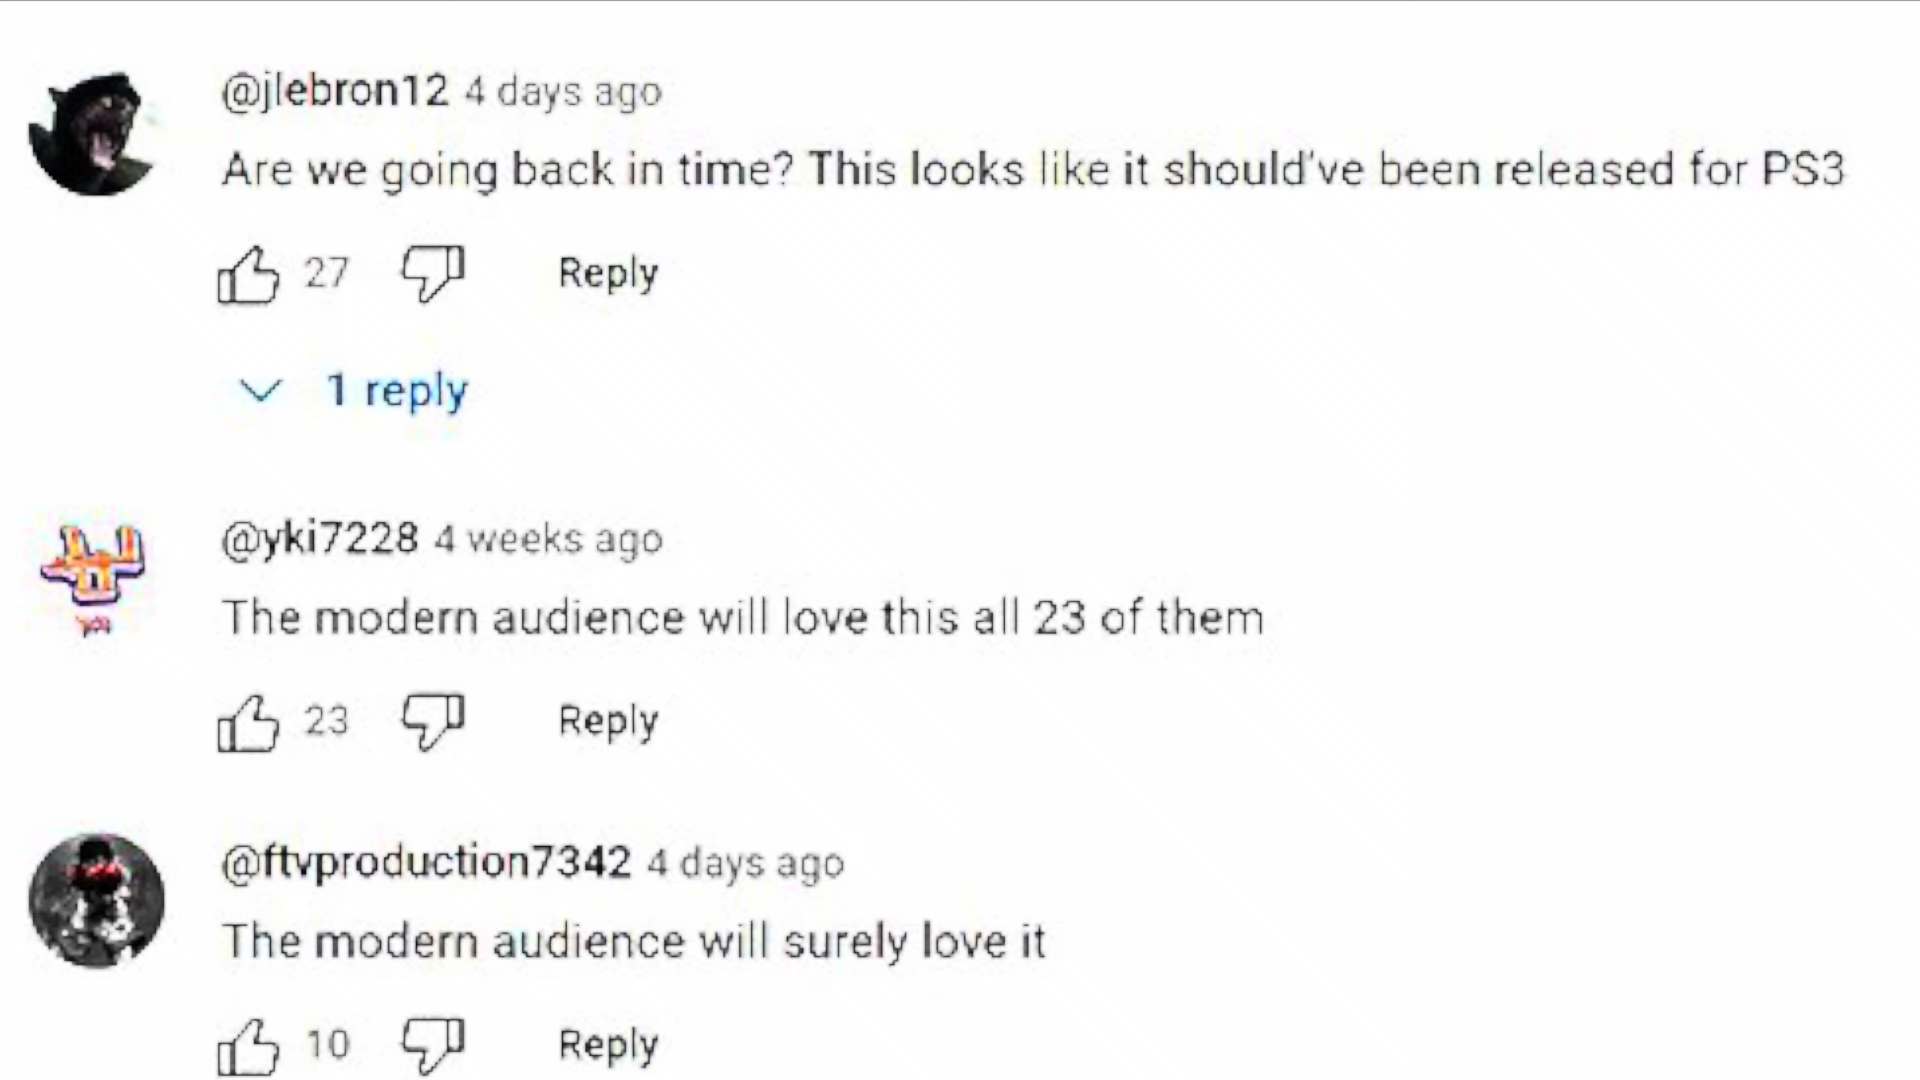 @jlebron12 4 days ago
Are we going back in time? This looks like it should've been released for PS3
27 Reply
1 reply
@yki7228 4 weeks ago
The modern audience will love this all 23 of them
23 Reply
@ftvproduction7342 4 days ago
The modern audience will surely love it
10 Reply